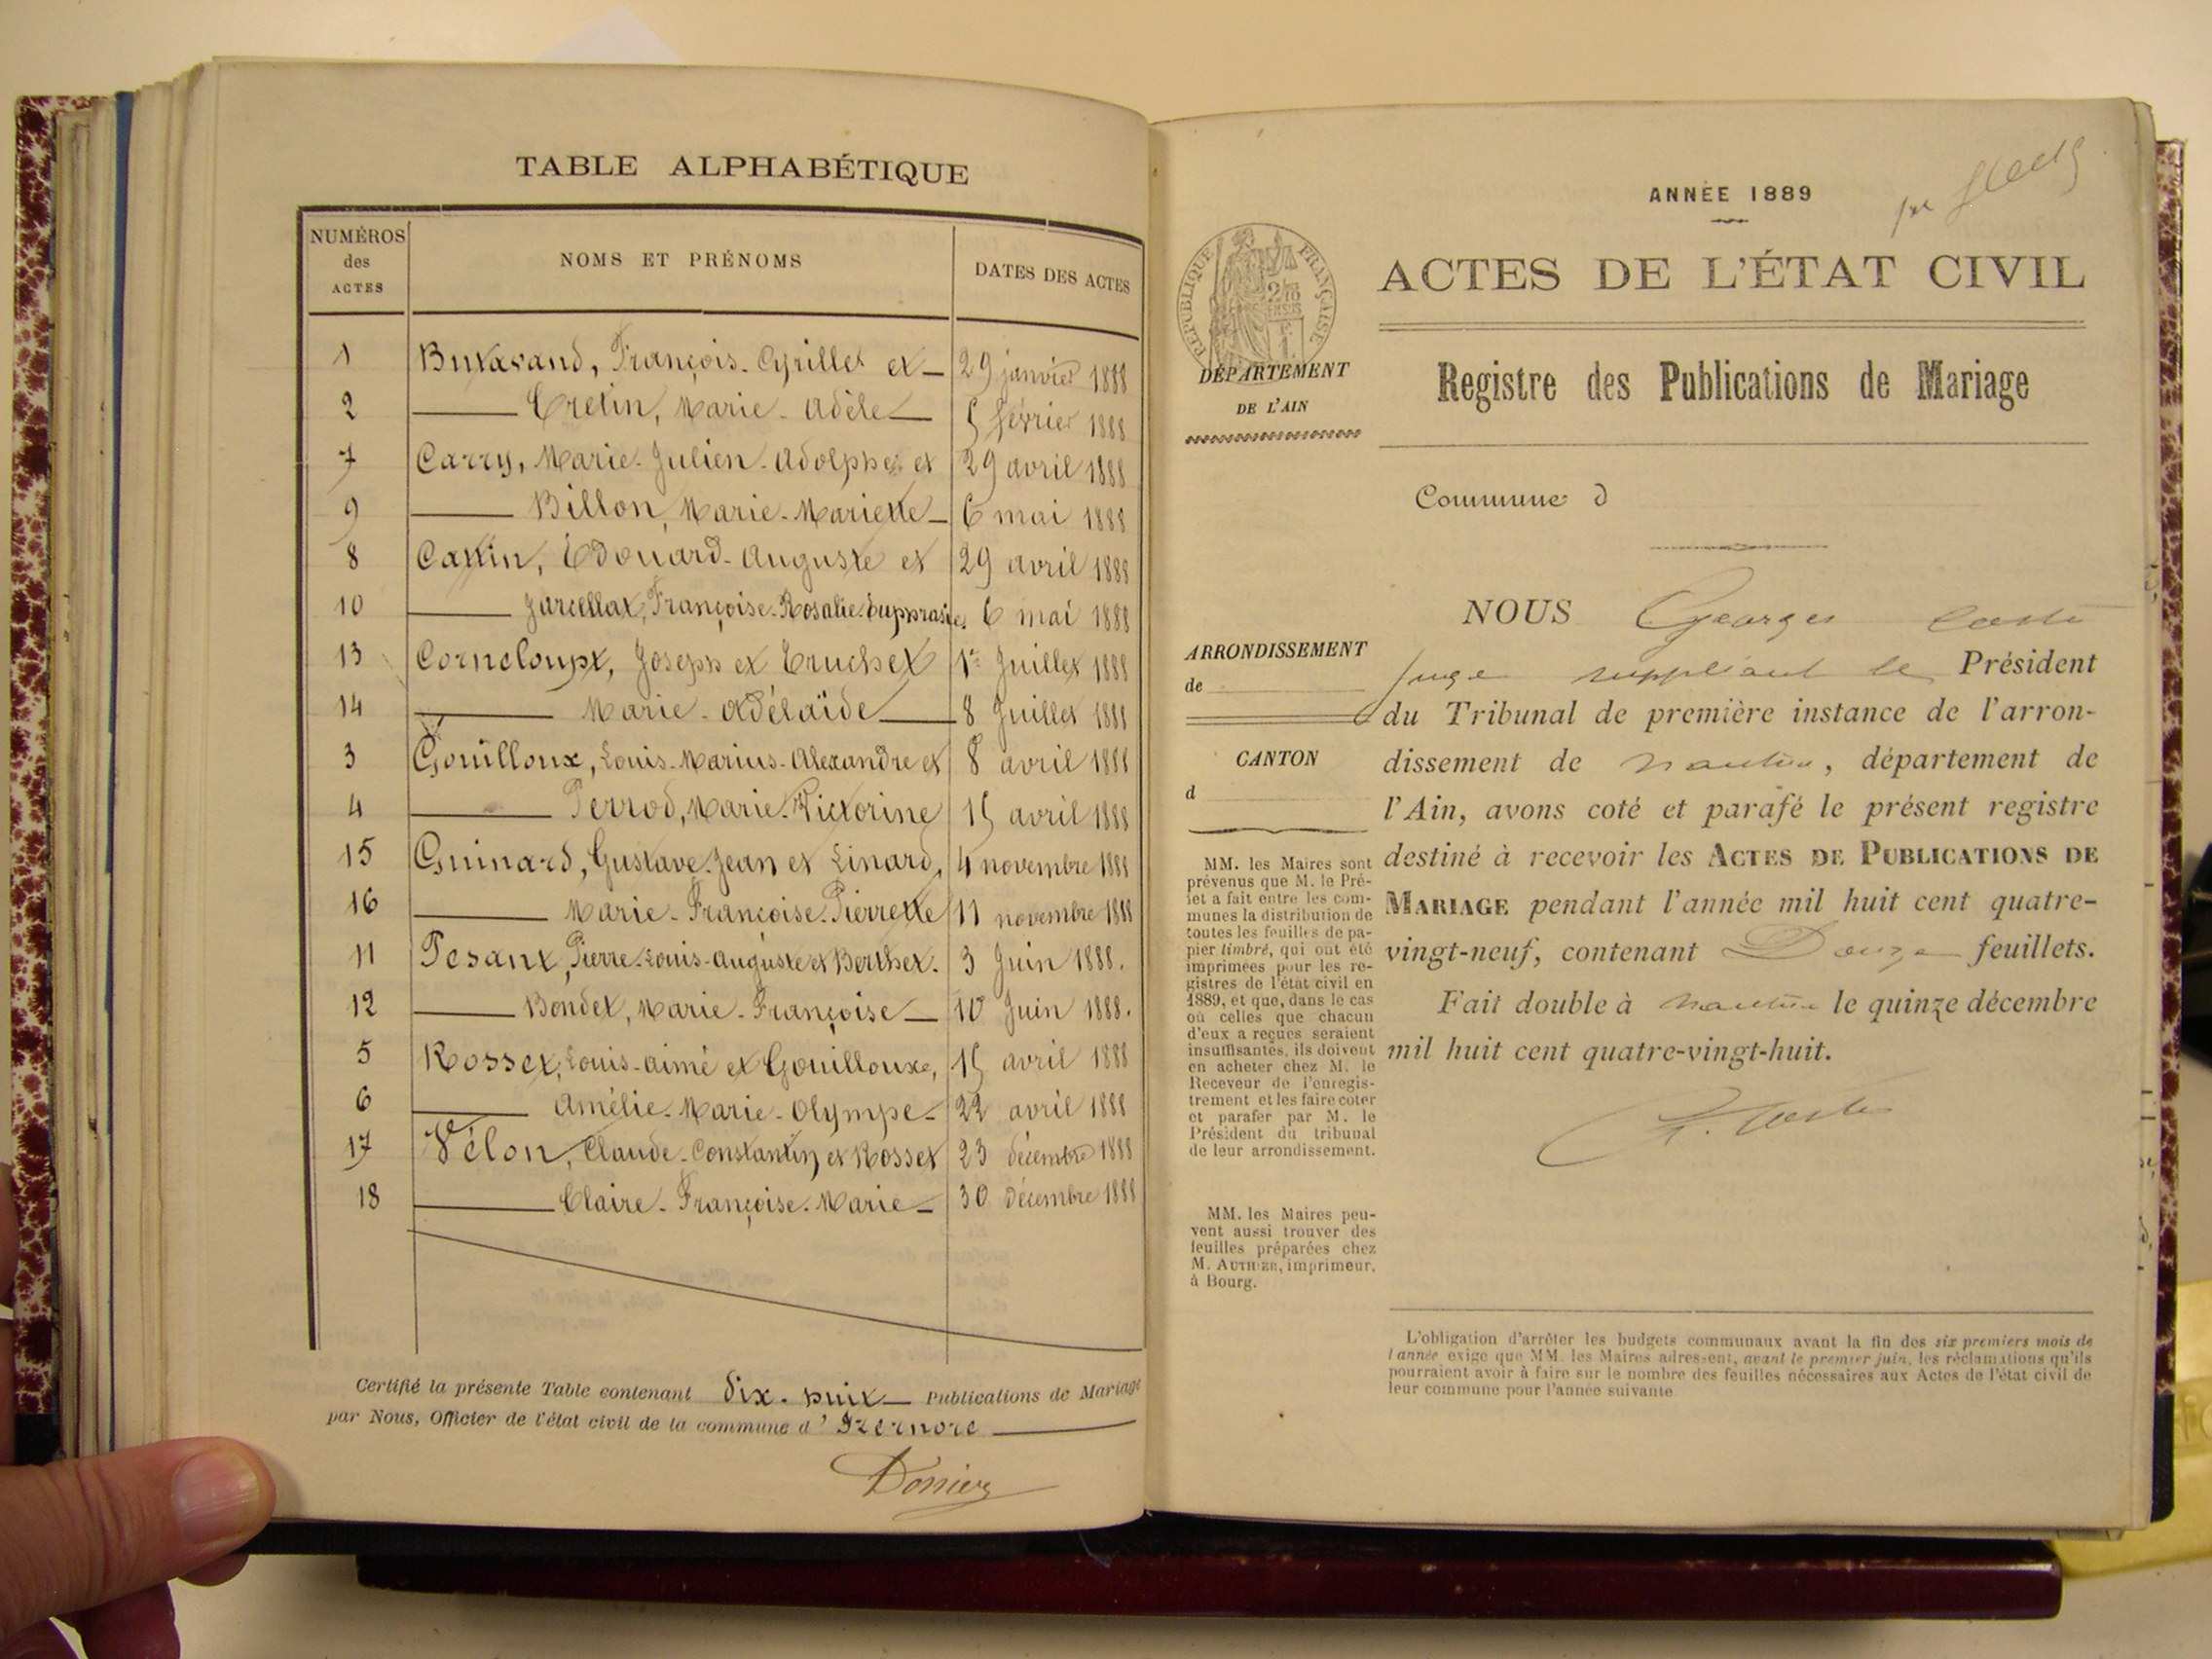 TABLE ALPHABÉTIQUE
NUMÉROS
des
ACTES
NOMS ET PRÉNOMS
DATES DES ACTES
1 Butavand, François-Cyrille et 29 janvier 1888
2 Cretin, Marie-Adèle 5 février 1888
7 Carry, Marie-Julien-Adolphe et 29 avril 1888
9 Billon, Marie-Mariette 6 mai 1888
8 Cattin, Edouard-Auguste et 29 avril 1888
10 Françoise-Rosalie-Euphrasie 6 mai 1888
13 Corneloupt, Joseph et Truchet 1er Juillet 1888
14 Marie-Adélaïde 8 Juillet 1888
3 Gouilloux, Louis-Marius-Alexandre et 8 avril 1888
4 Perrod, Marie-Victorine 15 avril 1888
15 Guinard, Gustave-Jean et Linard, 4 novembre 1888
16 Marie-Françoise-Pierrette 11 novembre 1888
11 Pesant, Pierre-Louis-Auguste et Berthet. 3 Juin 1888.
12 Bondet, Marie-Françoise 10 Juin 1888.
5 Rosset, Louis-Aimé et Gouilloux, 15 avril 1888
6 Amélie-Marie-Olympe 22 avril 1888
17 Vélon, Claude-Constantin et Rosset 23 décembre 1888
18 Claire-Françoise-Marie 30 décembre 1888
Certifié la présente Table contenant dix-huit Publications de Mariage
par Nous, Officier de l'état civil de la commune d'Izernore
ANNÉE 1889
ACTES DE L'ÉTAT CIVIL
RÉPUBLIQUE FRANÇAISE
DÉPARTEMENT
DE L'AIN
Registre des Publications de Mariage
Commune d
ARRONDISSEMENT
de
CANTON
d
MM. les Maires sont
prévenus que M. le Pré-
fet a fait entre les com-
munes la distribution de
toutes les feuilles de pa-
pier timbré, qui ont été
imprimées pour les re-
gistres de l'état civil en
1889, et que, dans le cas
où celles que chacun
d'eux a reçues seraient
insuffisantes, ils doivent
en acheter chez M. le
Receveur de l'enregis-
trement et les faire coter
et parafer par M. le
Président du tribunal
de leur arrondissement.
MM. les Maires peu-
vent aussi trouver des
feuilles préparées chez
M. AUTHIER, imprimeur,
à Bourg.
NOUS Georges Coste
Juge suppléant le Président
du Tribunal de première instance de l'arron-
dissement de Nantua, département de
l'Ain, avons coté et parafé le présent registre
destiné à recevoir les ACTES DE PUBLICATIONS DE
MARIAGE pendant l'année mil huit cent quatre-
vingt-neuf, contenant Douze feuillets.
Fait double à Nantua le quinze décembre
mil huit cent quatre-vingt-huit.
G. Coste
L'obligation d'arrêter les budgets communaux avant la fin des six premiers mois de
l'année exige que MM. les Maires adressent, avant le premier juin, les réclamations qu'ils
pourraient avoir à faire sur le nombre des feuilles nécessaires aux Actes de l'état civil de
leur commune pour l'année suivante